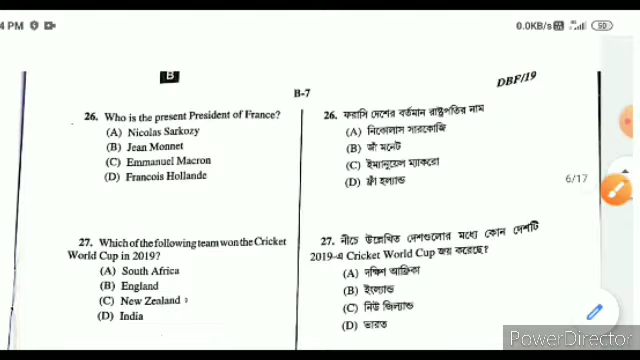 4 PM
0.0KB/s 4G 50
B
B-7
DBF/19
26. Who is the present President of France?
(A) Nicolas Sarkozy
(B) Jean Monnet
(C) Emmanuel Macron
(D) Francois Hollande
27. Which of the following team won the Cricket
World Cup in 2019?
(A) South Africa
(B) England
(C) New Zealand
(D) India
26. ফরাসি দেশের বর্তমান রাষ্ট্রপতির নাম
(A) নিকোলাস সারকোজি
(B) জাঁ মনেট
(C) ইম্যানুয়েল ম্যাকরো
(D) ফ্রাঁ হল্যান্ড
27. নীচে উল্লেখিত দেশগুলোর মধ্যে কোন দেশটি
2019-এ Cricket World Cup জয় করেছে?
(A) দক্ষিণ আফ্রিকা
(B) ইংল্যান্ড
(C) নিউ জিল্যান্ড
(D) ভারত
6/17
PowerDirector